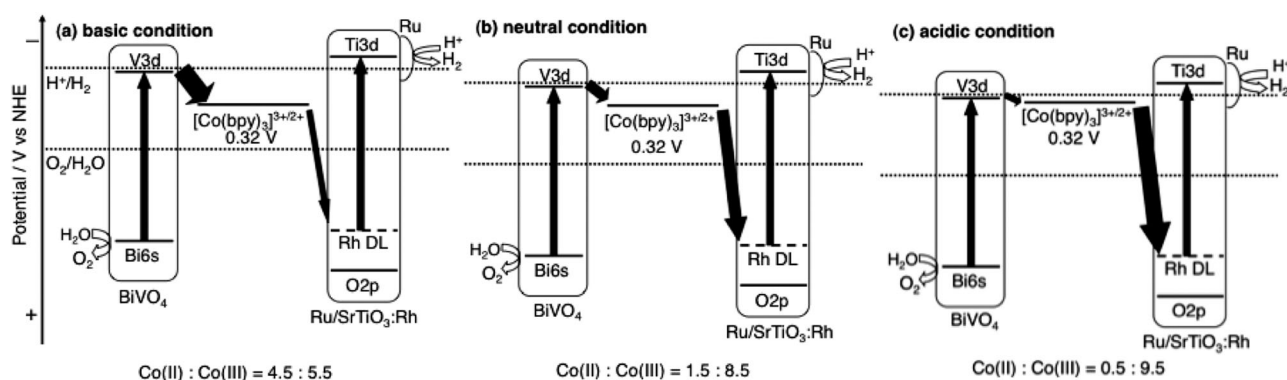 Potential / V vs NHE
−
+
(a) basic condition
V3d
H⁺/H₂
O₂/H₂O
H₂O
O₂
Bi6s
BiVO₄
[Co(bpy)₃]³⁺/²⁺
0.32 V
Ru
Ti3d
H⁺
H₂
Rh DL
O2p
Ru/SrTiO₃:Rh
Co(II) : Co(III) = 4.5 : 5.5
(b) neutral condition
V3d
H₂O
O₂
Bi6s
BiVO₄
[Co(bpy)₃]³⁺/²⁺
0.32 V
Ru
Ti3d
H⁺
H₂
Rh DL
O2p
Ru/SrTiO₃:Rh
Co(II) : Co(III) = 1.5 : 8.5
(c) acidic condition
V3d
H₂O
O₂
Bi6s
BiVO₄
[Co(bpy)₃]³⁺/²⁺
0.32 V
Ru
Ti3d
H⁺
H₂
Rh DL
O2p
Ru/SrTiO₃:Rh
Co(II) : Co(III) = 0.5 : 9.5